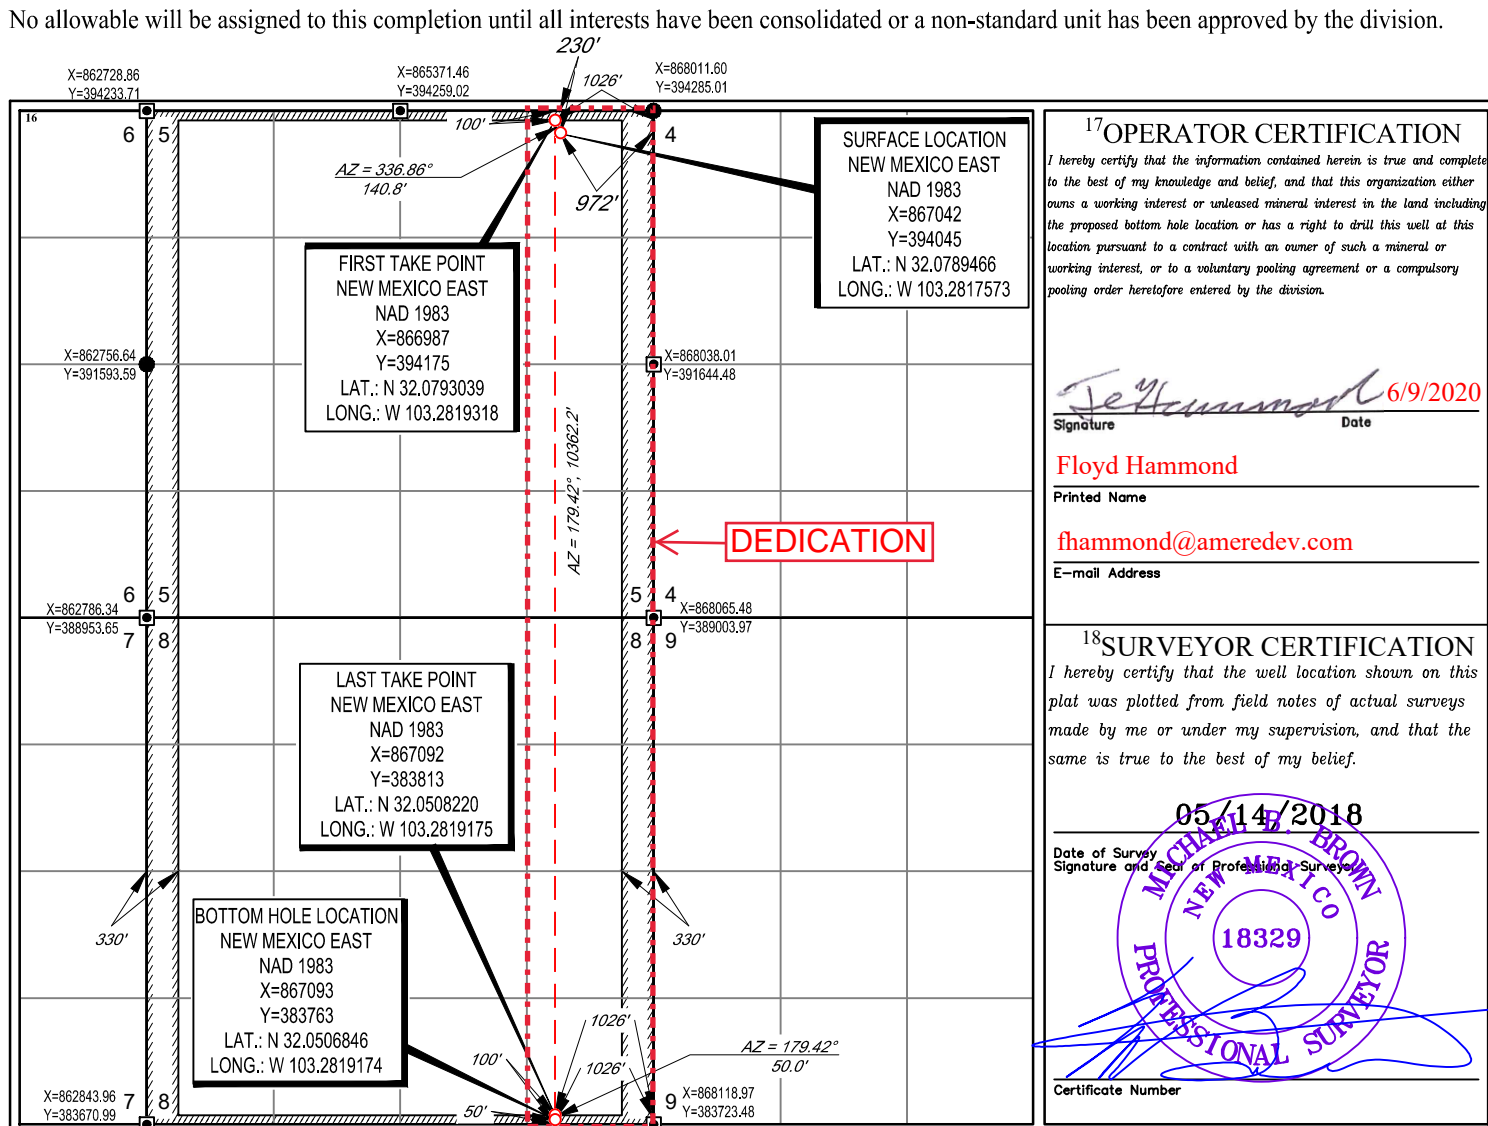 No allowable will be assigned to this completion until all interests have been consolidated or a non-standard unit has been approved by the division.
230'
X=862728.86
Y=394233.71
X=865371.46
Y=394259.02
1026'
X=868011.60
Y=394285.01
16
6 5
100'
4
AZ = 336.86°
140.8'
972'
SURFACE LOCATION
NEW MEXICO EAST
NAD 1983
X=867042
Y=394045
LAT.: N 32.0789466
LONG.: W 103.2817573
FIRST TAKE POINT
NEW MEXICO EAST
NAD 1983
X=866987
Y=394175
LAT.: N 32.0793039
LONG.: W 103.2819318
X=862756.64
Y=391593.59
X=868038.01
Y=391644.48
AZ = 179.42°, 10362.2'
DEDICATION
6 5
X=862786.34
Y=388953.65
7 8
5 4
X=868065.48
Y=389003.97
8 9
LAST TAKE POINT
NEW MEXICO EAST
NAD 1983
X=867092
Y=383813
LAT.: N 32.0508220
LONG.: W 103.2819175
330'
330'
BOTTOM HOLE LOCATION
NEW MEXICO EAST
NAD 1983
X=867093
Y=383763
LAT.: N 32.0506846
LONG.: W 103.2819174
1026'
100'
1026'
AZ = 179.42°
50.0'
50'
X=862843.96
Y=383670.99
7 8
9
X=868118.97
Y=383723.48
17 OPERATOR CERTIFICATION
I hereby certify that the information contained herein is true and complete
to the best of my knowledge and belief, and that this organization either
owns a working interest or unleased mineral interest in the land including
the proposed bottom hole location or has a right to drill this well at this
location pursuant to a contract with an owner of such a mineral or
working interest, or to a voluntary pooling agreement or a compulsory
pooling order heretofore entered by the division.
6/9/2020
Signature Date
Floyd Hammond
Printed Name
fhammond@ameredev.com
E-mail Address
18 SURVEYOR CERTIFICATION
I hereby certify that the well location shown on this
plat was plotted from field notes of actual surveys
made by me or under my supervision, and that the
same is true to the best of my belief.
05/14/2018
Date of Survey
Signature and Seal of Professional Surveyor
MICHAEL B. BROWN
NEW MEXICO
18329
PROFESSIONAL SURVEYOR
Certificate Number